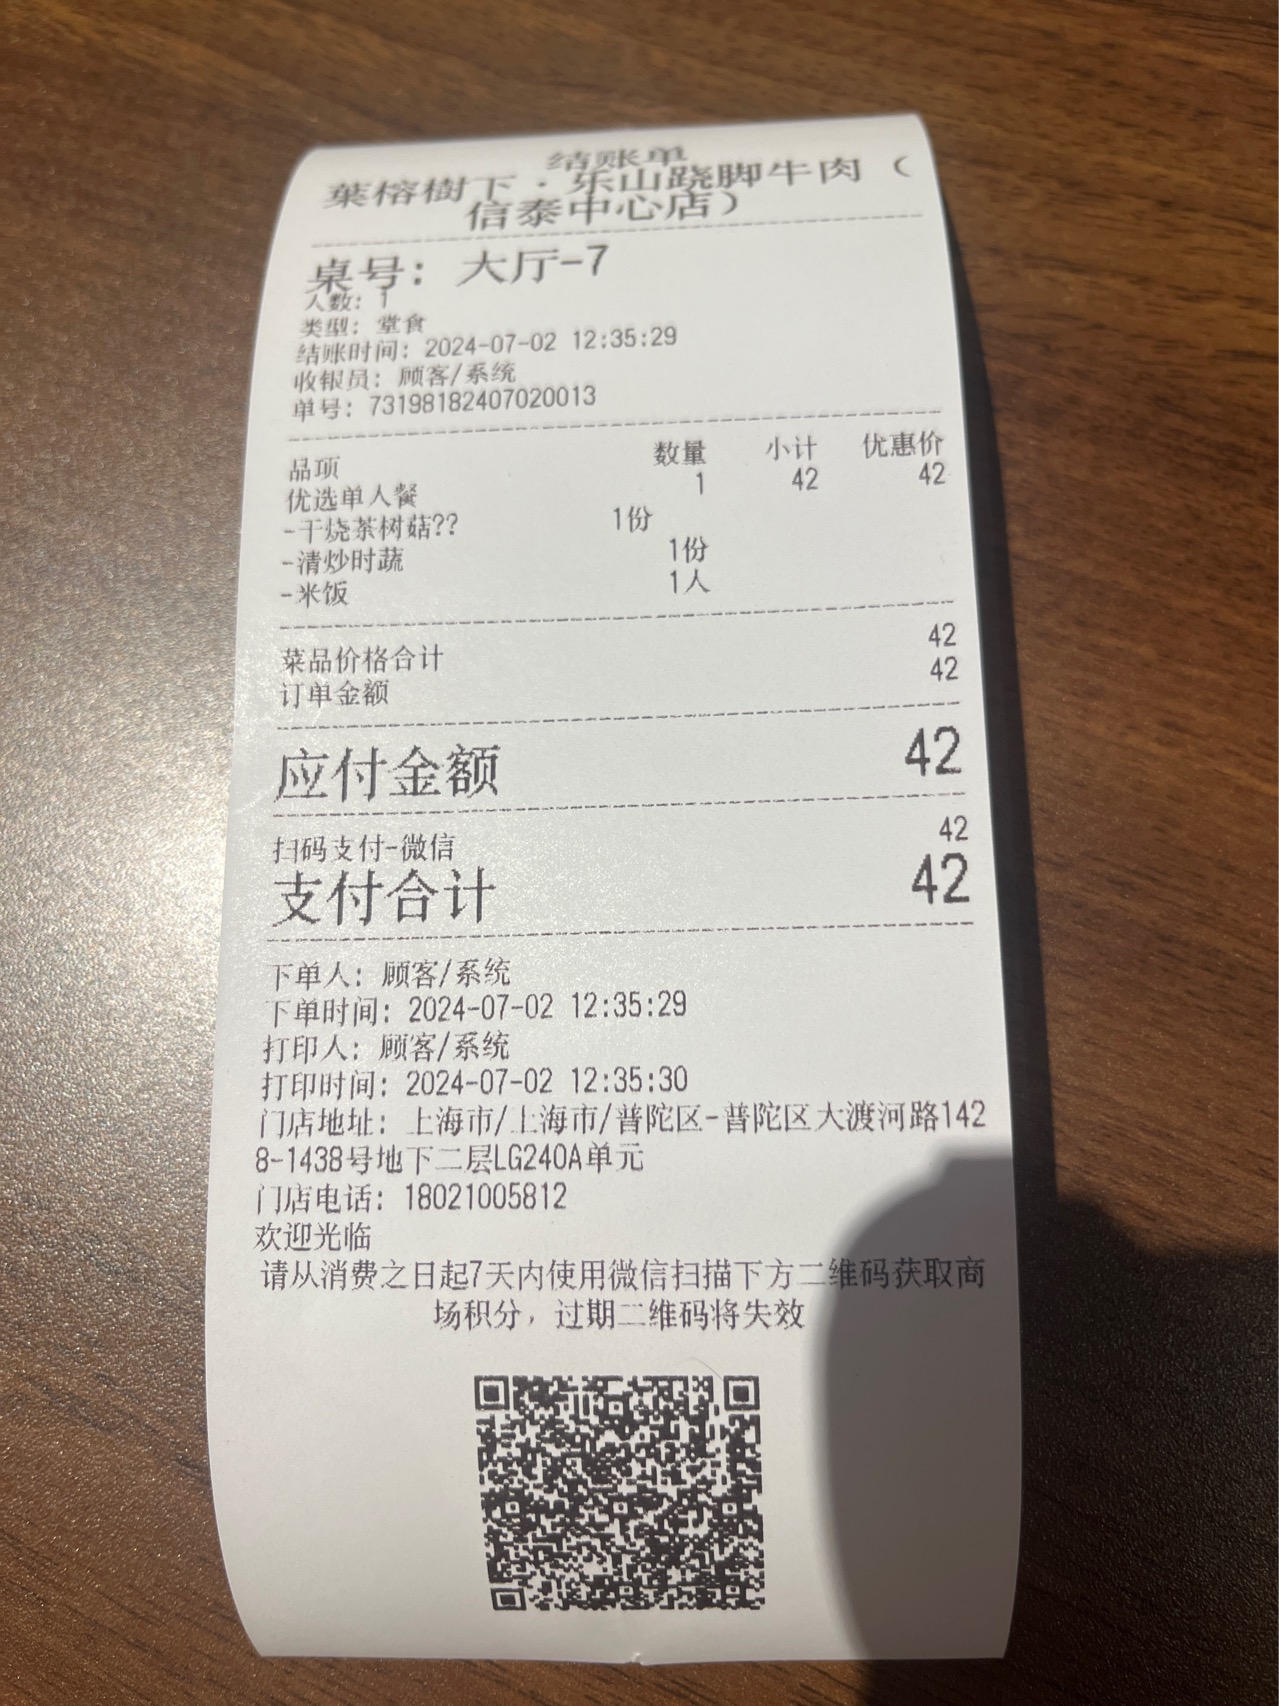 结账单
葉榕樹下·乐山跷脚牛肉（
信泰中心店）
桌号：大厅-7
人数：1
类型：堂食
结账时间：2024-07-02 12:35:29
收银员：顾客/系统
单号：73198182407020013
品项 数量 小计 优惠价
优选单人餐 1 42 42
-干烧茶树菇?? 1份
-清炒时蔬 1份
-米饭 1人
菜品价格合计 42
订单金额 42
应付金额 42
扫码支付-微信 42
支付合计 42
下单人：顾客/系统
下单时间：2024-07-02 12:35:29
打印人：顾客/系统
打印时间：2024-07-02 12:35:30
门店地址：上海市/上海市/普陀区-普陀区大渡河路142
8-1438号地下二层LG240A单元
门店电话：18021005812
欢迎光临
请从消费之日起7天内使用微信扫描下方二维码获取商
场积分，过期二维码将失效